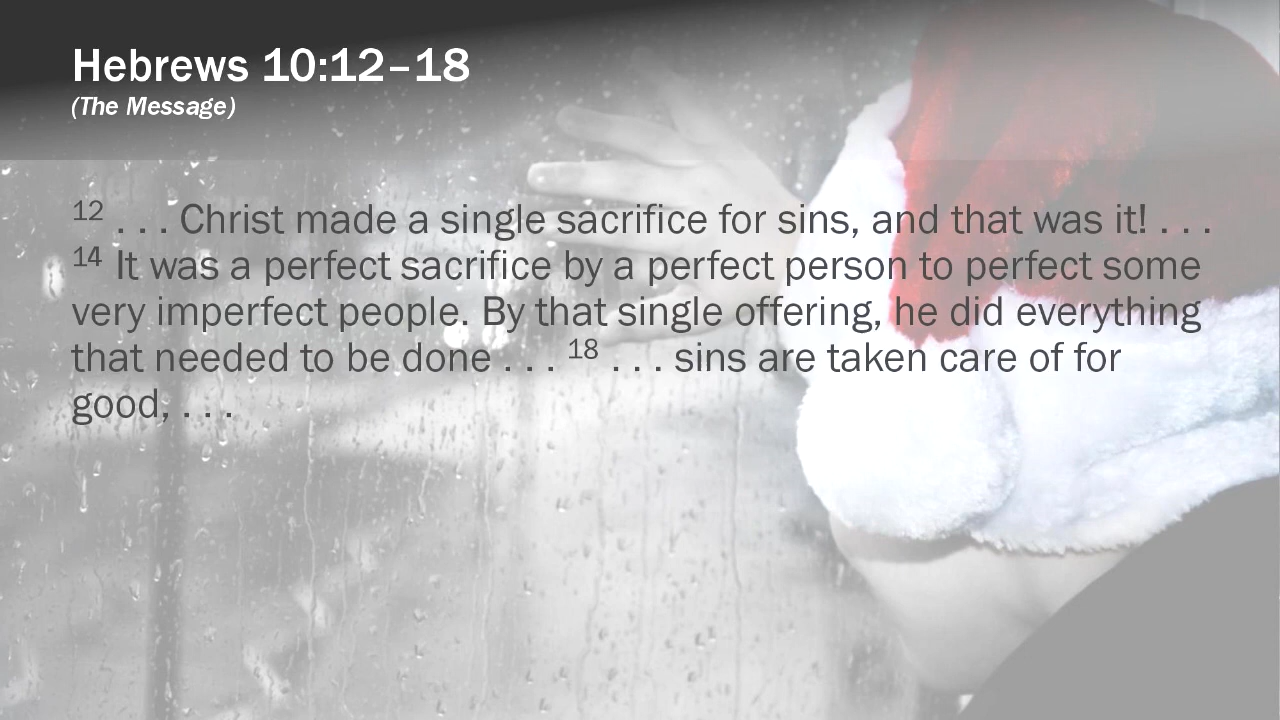 Hebrews 10:12–18
(The Message)
12 . . . Christ made a single sacrifice for sins, and that was it! . . .
14 It was a perfect sacrifice by a perfect person to perfect some
very imperfect people. By that single offering, he did everything
that needed to be done . . . 18 . . . sins are taken care of for
good, . . .